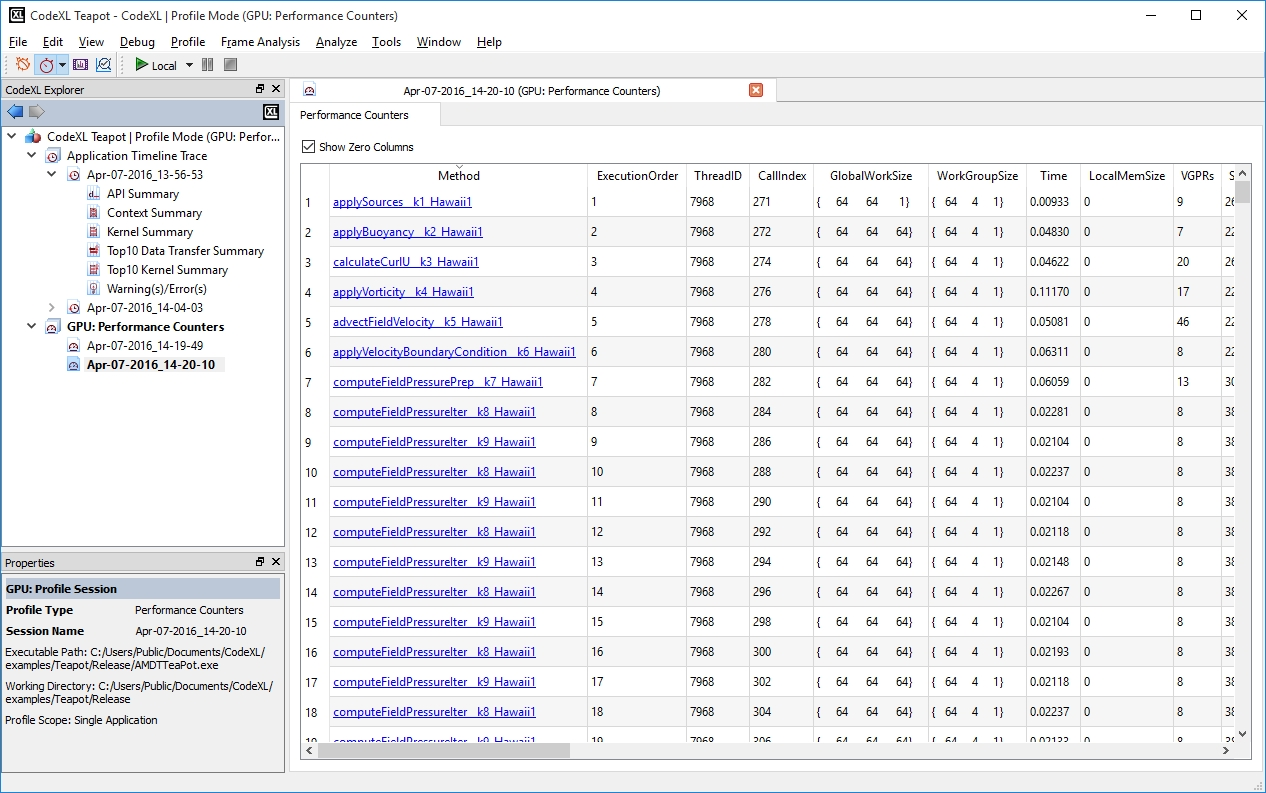 CodeXL Teapot - CodeXL | Profile Mode (GPU: Performance Counters)
File Edit View Debug Profile Frame Analysis Analyze Tools Window Help
Local
CodeXL Explorer
CodeXL Teapot | Profile Mode (GPU: Perfor...
Application Timeline Trace
Apr-07-2016_13-56-53
API Summary
Context Summary
Kernel Summary
Top10 Data Transfer Summary
Top10 Kernel Summary
Warning(s)/Error(s)
Apr-07-2016_14-04-03
GPU: Performance Counters
Apr-07-2016_14-19-49
Apr-07-2016_14-20-10
Properties
GPU: Profile Session
Profile Type Performance Counters
Session Name Apr-07-2016_14-20-10
Executable Path: C:/Users/Public/Documents/CodeXL/
examples/Teapot/Release/AMDTTeaPot.exe
Working Directory: C:/Users/Public/Documents/CodeXL/
examples/Teapot/Release
Profile Scope: Single Application
Apr-07-2016_14-20-10 (GPU: Performance Counters)
Performance Counters
Show Zero Columns
Method ExecutionOrder ThreadID CallIndex GlobalWorkSize WorkGroupSize Time LocalMemSize VGPRs S
1 applySources__k1_Hawaii1 1 7968 271 { 64 64 1} { 64 4 1} 0.00933 0 9 26
2 applyBuoyancy__k2_Hawaii1 2 7968 272 { 64 64 64} { 64 4 1} 0.04830 0 7 22
3 calculateCurlU__k3_Hawaii1 3 7968 274 { 64 64 64} { 64 4 1} 0.04622 0 20 26
4 applyVorticity__k4_Hawaii1 4 7968 276 { 64 64 64} { 64 4 1} 0.11170 0 17 22
5 advectFieldVelocity__k5_Hawaii1 5 7968 278 { 64 64 64} { 64 4 1} 0.05081 0 46 22
6 applyVelocityBoundaryCondition__k6_Hawaii1 6 7968 280 { 64 64 64} { 64 4 1} 0.06311 0 8 22
7 computeFieldPressurePrep__k7_Hawaii1 7 7968 282 { 64 64 64} { 64 4 1} 0.06059 0 13 30
8 computeFieldPressureIter__k8_Hawaii1 8 7968 284 { 64 64 64} { 64 4 1} 0.02281 0 8 38
9 computeFieldPressureIter__k9_Hawaii1 9 7968 286 { 64 64 64} { 64 4 1} 0.02104 0 8 38
10 computeFieldPressureIter__k8_Hawaii1 10 7968 288 { 64 64 64} { 64 4 1} 0.02237 0 8 38
11 computeFieldPressureIter__k9_Hawaii1 11 7968 290 { 64 64 64} { 64 4 1} 0.02104 0 8 38
12 computeFieldPressureIter__k8_Hawaii1 12 7968 292 { 64 64 64} { 64 4 1} 0.02118 0 8 38
13 computeFieldPressureIter__k9_Hawaii1 13 7968 294 { 64 64 64} { 64 4 1} 0.02148 0 8 38
14 computeFieldPressureIter__k8_Hawaii1 14 7968 296 { 64 64 64} { 64 4 1} 0.02267 0 8 38
15 computeFieldPressureIter__k9_Hawaii1 15 7968 298 { 64 64 64} { 64 4 1} 0.02104 0 8 38
16 computeFieldPressureIter__k8_Hawaii1 16 7968 300 { 64 64 64} { 64 4 1} 0.02193 0 8 38
17 computeFieldPressureIter__k9_Hawaii1 17 7968 302 { 64 64 64} { 64 4 1} 0.02118 0 8 38
18 computeFieldPressureIter__k8_Hawaii1 18 7968 304 { 64 64 64} { 64 4 1} 0.02237 0 8 38